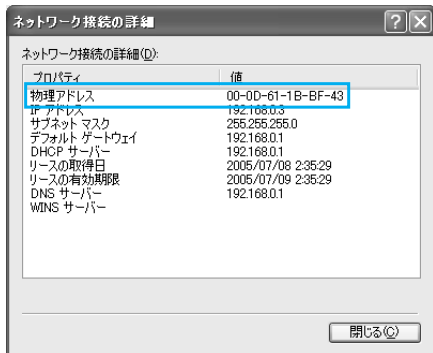 ネットワーク接続の詳細
ネットワーク接続の詳細(D):
プロパティ 値
物理アドレス 00-0D-61-1B-BF-43
IP アドレス 192.168.0.3
サブネット マスク 255.255.255.0
デフォルト ゲートウェイ 192.168.0.1
DHCP サーバー 192.168.0.1
リースの取得日 2005/07/08 2:35:29
リースの有効期限 2005/07/09 2:35:29
DNS サーバー 192.168.0.1
WINS サーバー
閉じる(C)